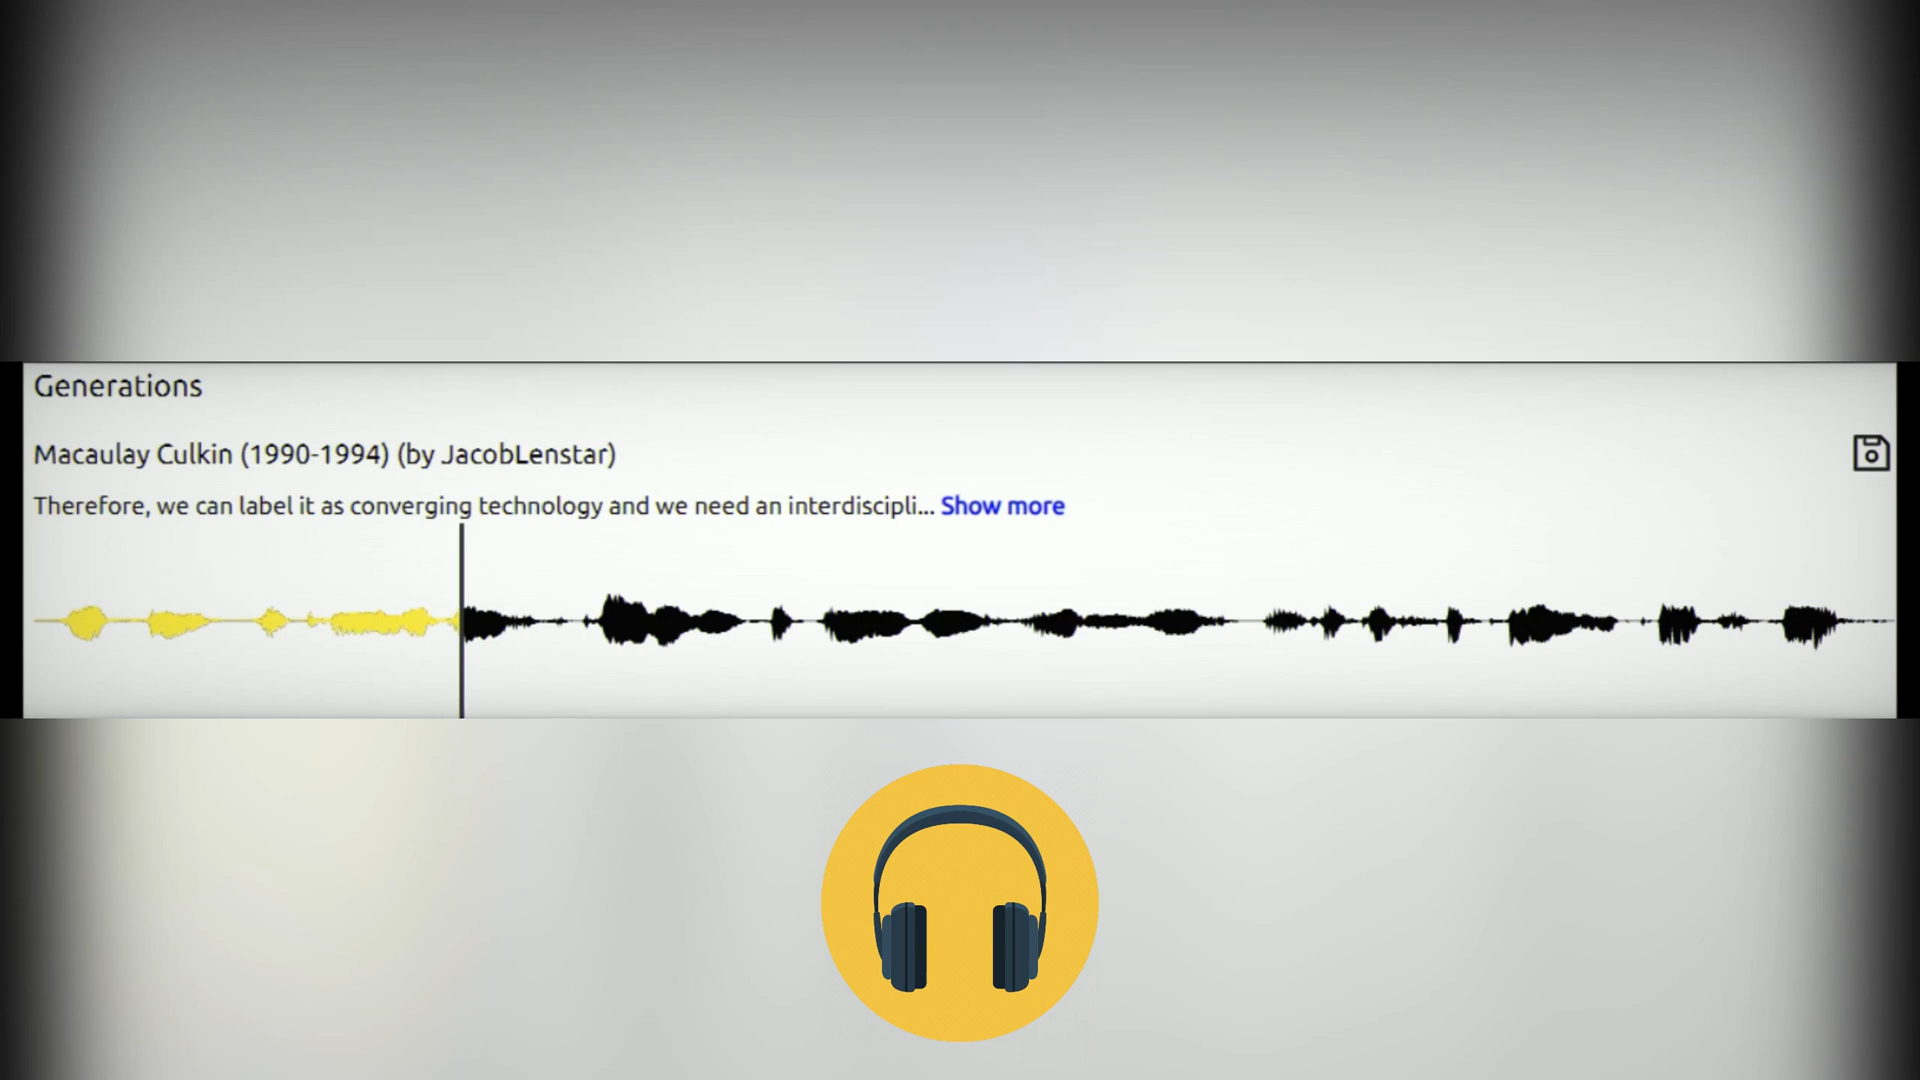 Generations
Macaulay Culkin (1990-1994) (by JacobLenstar)
Therefore, we can label it as converging technology and we need an interdiscipli... Show more